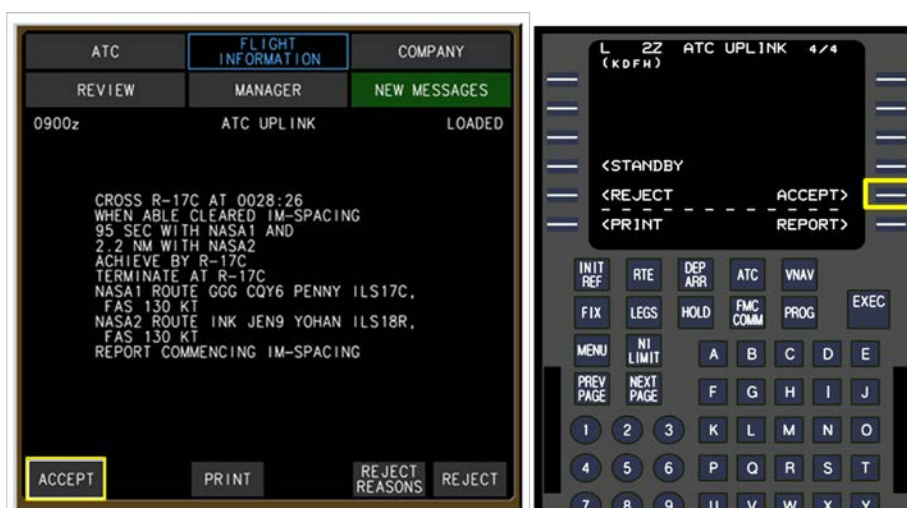 ATC
FLIGHT
INFORMATION
COMPANY
REVIEW
MANAGER
NEW MESSAGES
0900z
ATC UPLINK
LOADED
CROSS R-17C AT 0028:26
WHEN ABLE CLEARED IM-SPACING
95 SEC WITH NASA1 AND
2.2 NM WITH NASA2
ACHIEVE BY R-17C
TERMINATE AT R-17C
NASA1 ROUTE GGG CQY6 PENNY ILS17C,
FAS 130 KT
NASA2 ROUTE INK JEN9 YOHAN ILS18R,
FAS 130 KT
REPORT COMMENCING IM-SPACING
ACCEPT
PRINT
REJECT
REASONS
REJECT
L 2Z ATC UPLINK 4/4
(KDFW)
<STANDBY
<REJECT ACCEPT>
- - - - - - - - - - - -
<PRINT REPORT>
INIT
REF
RTE
DEP
ARR
ATC
VNAV
FIX
LEGS
HOLD
FMC
COMM
PROG
EXEC
MENU
N1
LIMIT
A B C D E
PREV
PAGE
NEXT
PAGE
F G H I J
1 2 3 K L M N O
4 5 6 P Q R S T
7 8 9 U V W X Y